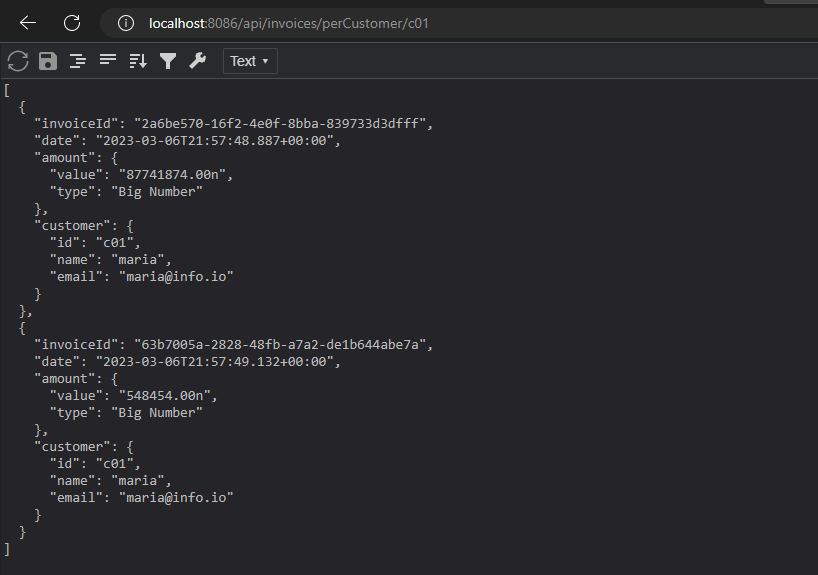 localhost:8086/api/invoices/perCustomer/c01
Text
[
  {
    "invoiceId": "2a6be570-16f2-4e0f-8bba-839733d3dfff",
    "date": "2023-03-06T21:57:48.887+00:00",
    "amount": {
      "value": "87741874.00n",
      "type": "Big Number"
    },
    "customer": {
      "id": "c01",
      "name": "maria",
      "email": "maria@info.io"
    }
  },
  {
    "invoiceId": "63b7005a-2828-48fb-a7a2-de1b644abe7a",
    "date": "2023-03-06T21:57:49.132+00:00",
    "amount": {
      "value": "548454.00n",
      "type": "Big Number"
    },
    "customer": {
      "id": "c01",
      "name": "maria",
      "email": "maria@info.io"
    }
  }
]